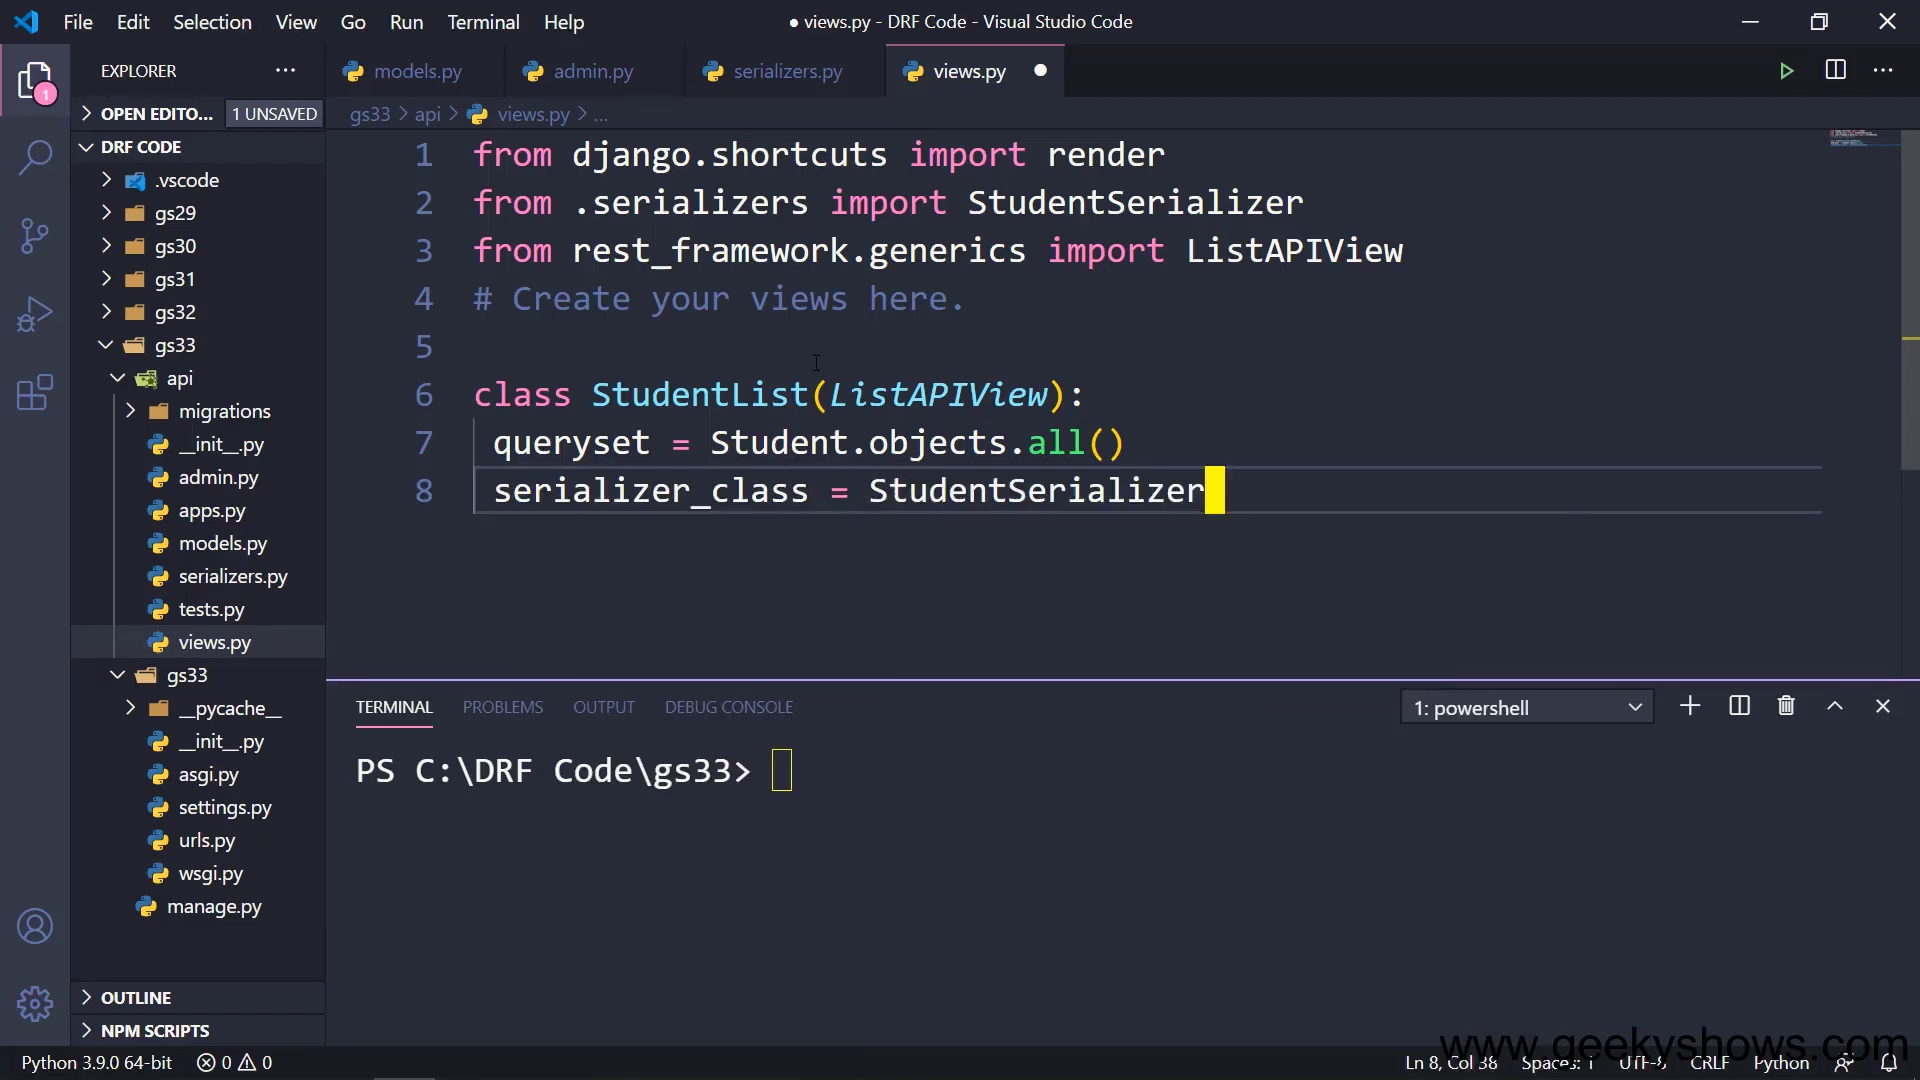 File Edit Selection View Go Run Terminal Help
● views.py - DRF Code - Visual Studio Code
EXPLORER
models.py admin.py serializers.py views.py
OPEN EDITO... 1 UNSAVED
gs33 > api > views.py > ...
DRF CODE
.vscode
gs29
gs30
gs31
gs32
gs33
api
migrations
__init__.py
admin.py
apps.py
models.py
serializers.py
tests.py
views.py
gs33
__pycache__
__init__.py
asgi.py
settings.py
urls.py
wsgi.py
manage.py
OUTLINE
NPM SCRIPTS
1
1 from django.shortcuts import render
2 from .serializers import StudentSerializer
3 from rest_framework.generics import ListAPIView
4 # Create your views here.
5
6 class StudentList(ListAPIView):
7 queryset = Student.objects.all()
8 serializer_class = StudentSerializer
TERMINAL PROBLEMS OUTPUT DEBUG CONSOLE 1: powershell
PS C:\DRF Code\gs33>
www.geekyshows.com
Python 3.9.0 64-bit 0 0 Ln 8, Col 38 Spaces: 1 UTF-8 CRLF Python